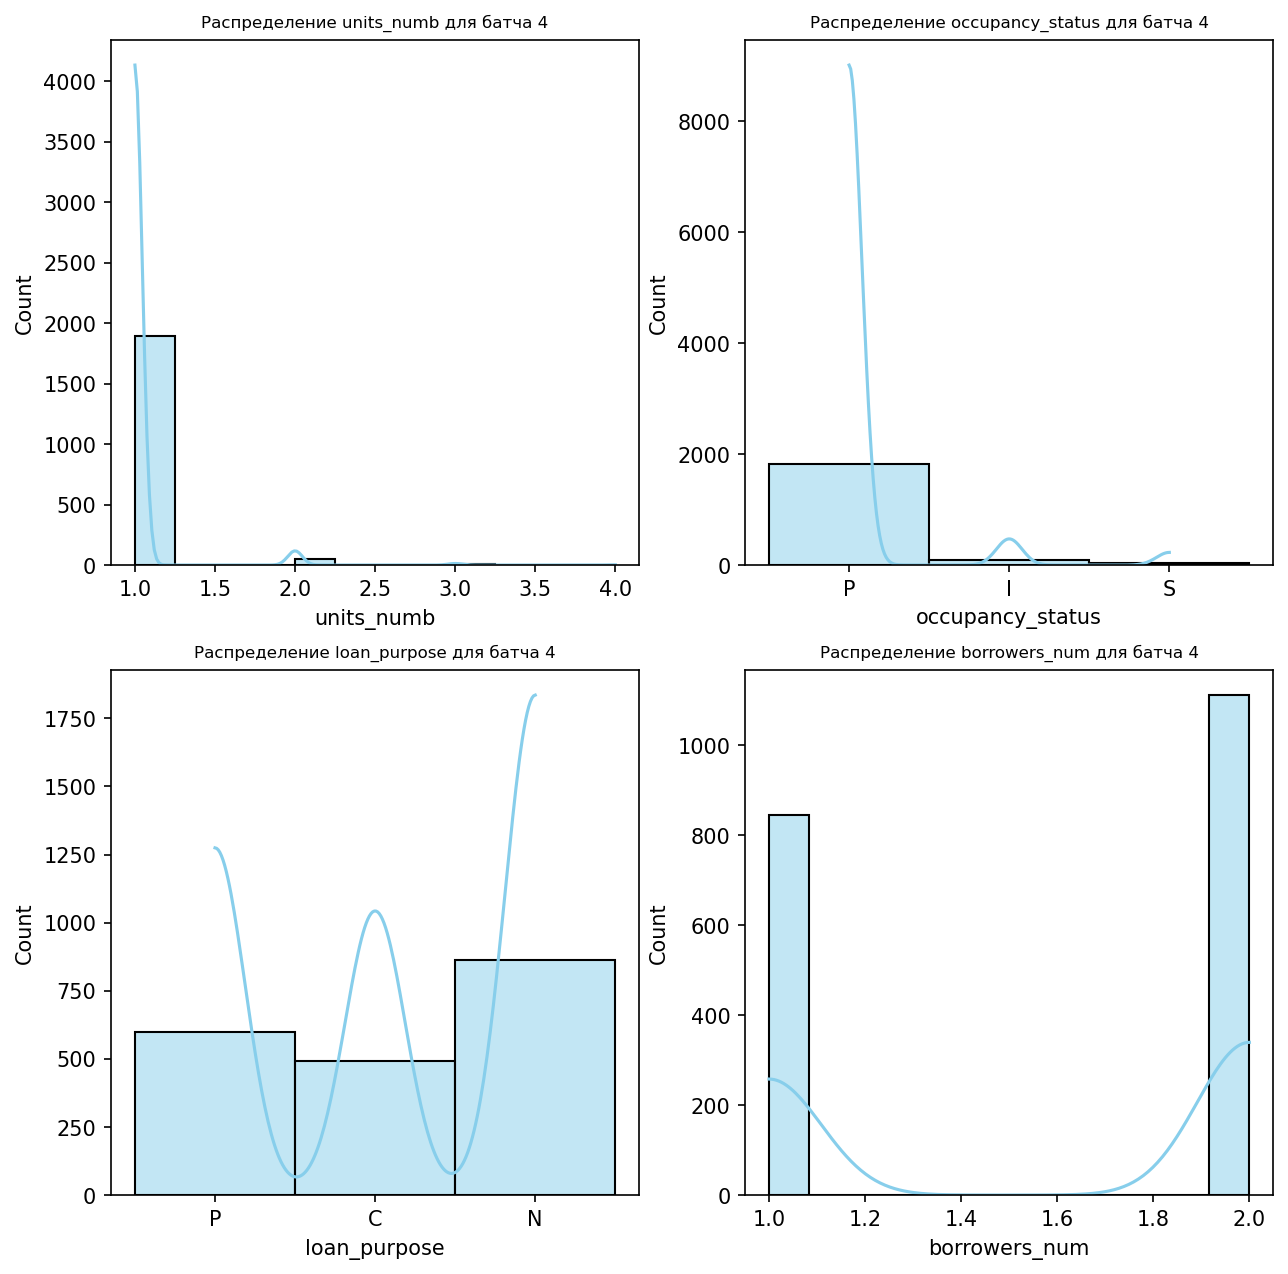 Распределение units_numb для батча 4
4000
3500
3000
2500
2000
1500
1000
500
0
Count
1.0 1.5 2.0 2.5 3.0 3.5 4.0
units_numb
Распределение occupancy_status для батча 4
8000
6000
4000
2000
0
Count
P I S
occupancy_status
Распределение loan_purpose для батча 4
1750
1500
1250
1000
750
500
250
0
Count
P C N
loan_purpose
Распределение borrowers_num для батча 4
1000
800
600
400
200
0
Count
1.0 1.2 1.4 1.6 1.8 2.0
borrowers_num